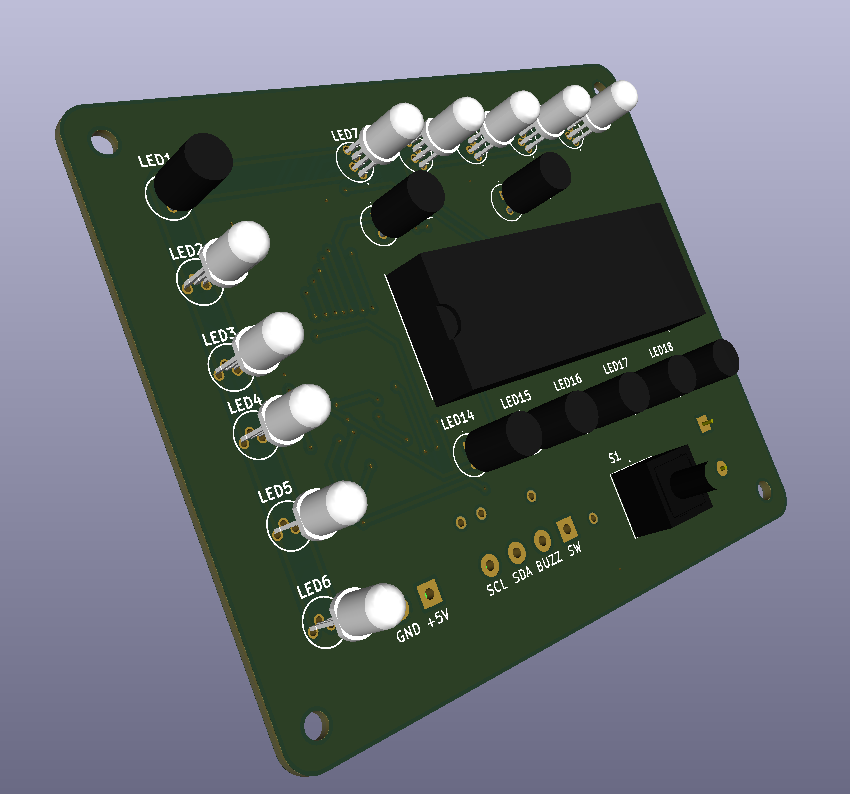 LED7
LED1
LED2
LED3
LED18
LED17
LED16
LED15
LED4
LED14
S1
LED5
SCL SDA BUZZ SW
LED6
GND +5V